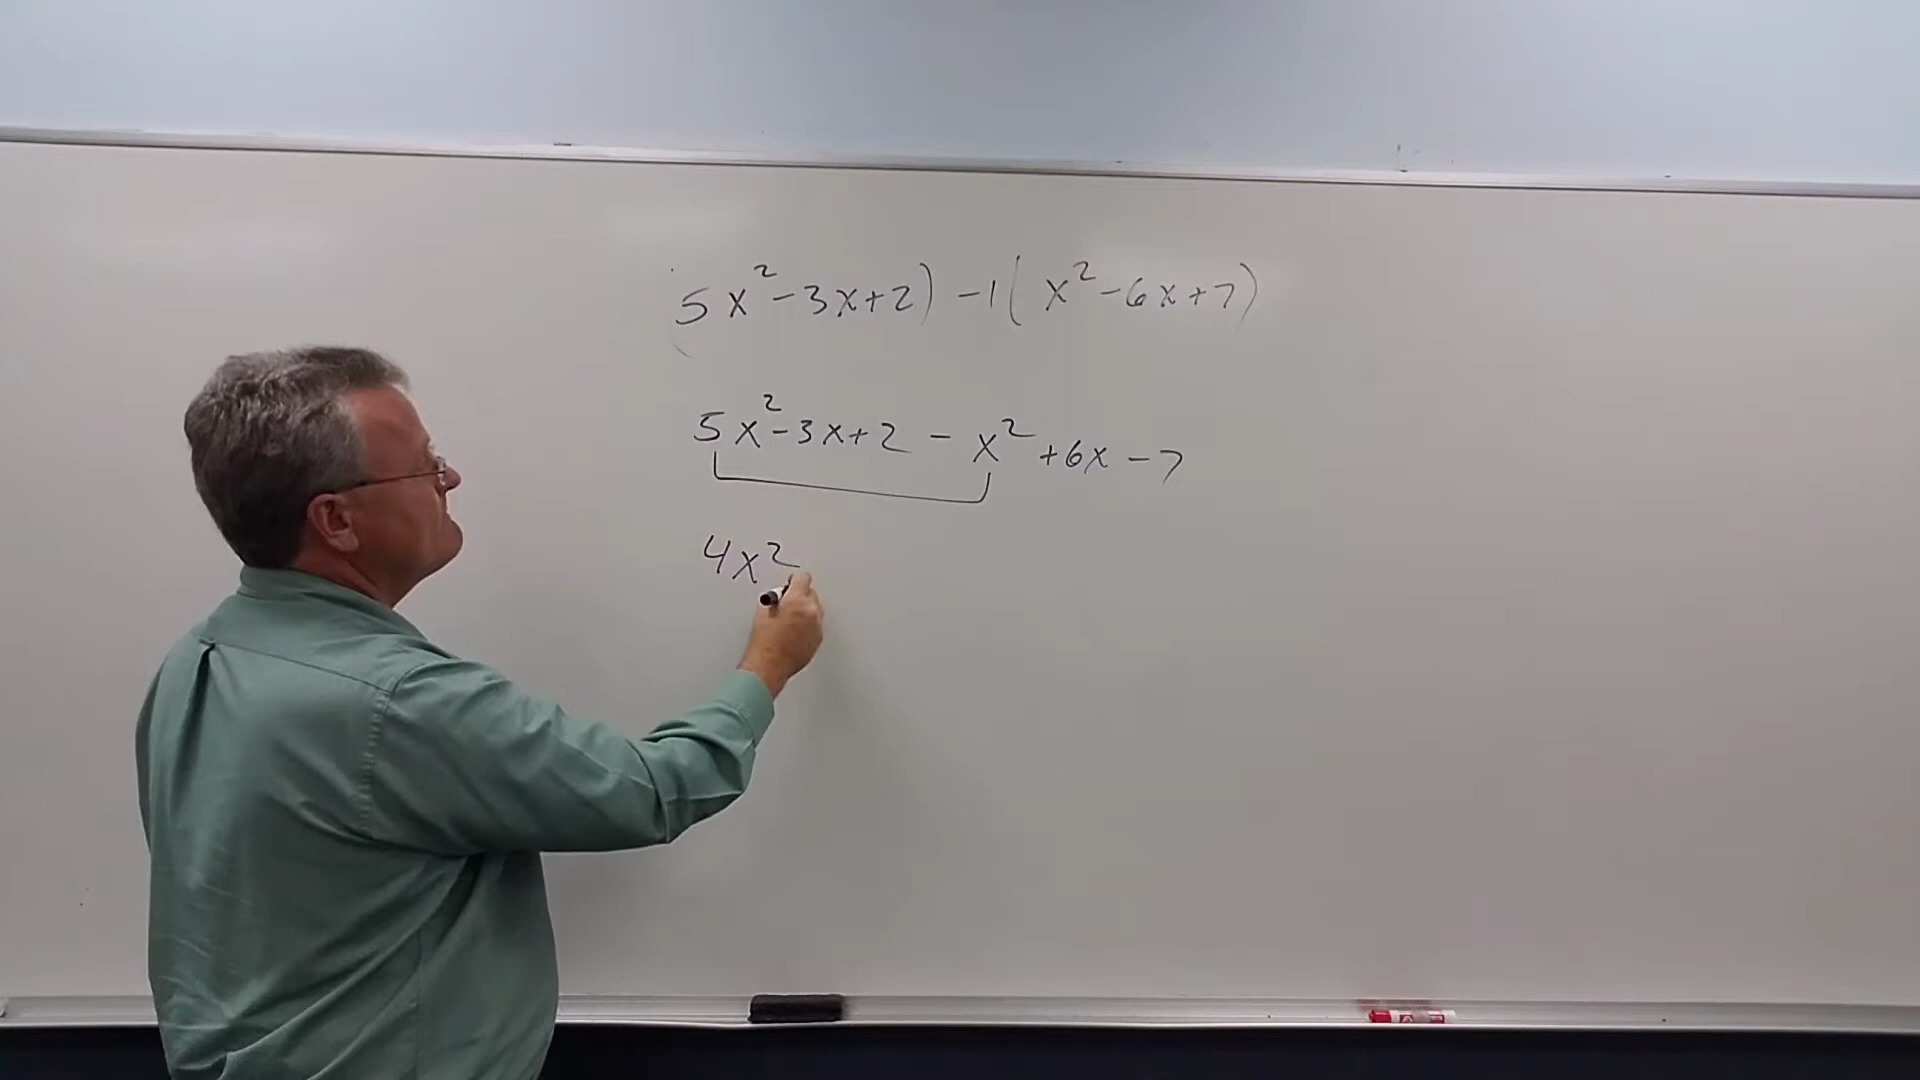 (5x²-3x+2) -1(x²-6x+7)
5x²-3x+2 - x² +6x -7
4x²